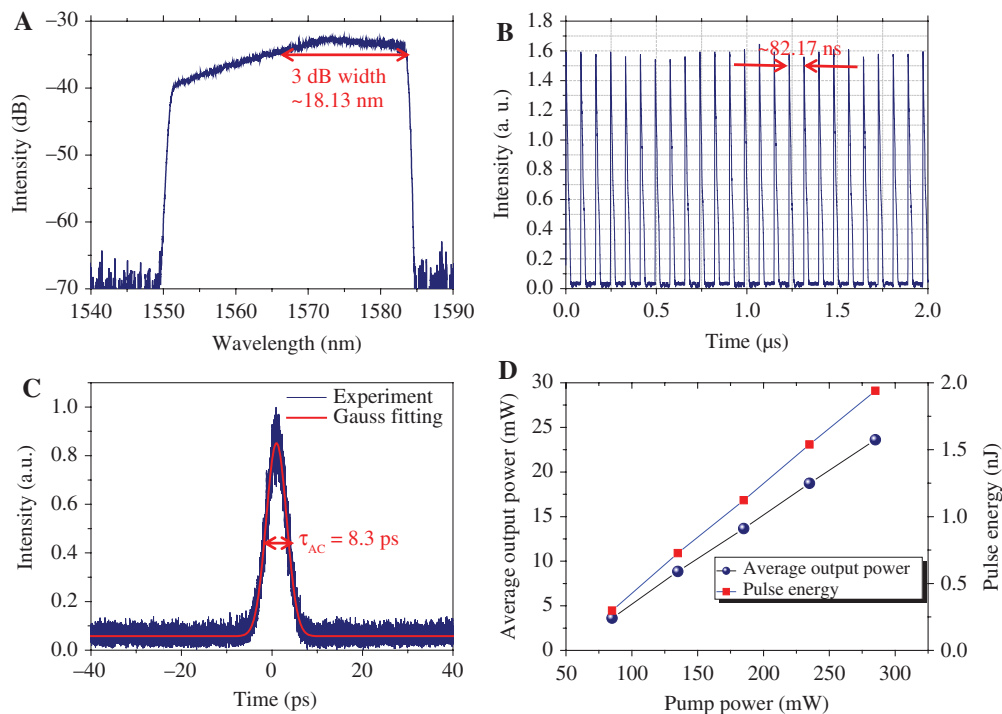 A
–30
–40
–50
–60
–70
Intensity (dB)
3 dB width
~18.13 nm
1540 1550 1560 1570 1580 1590
Wavelength (nm)
B
1.8
1.6
1.4
1.2
1.0
0.8
0.6
0.4
0.2
0.0
Intensity (a. u.)
~82.17 ns
0.0 0.5 1.0 1.5 2.0
Time (µs)
C
1.0
0.8
0.6
0.4
0.2
0.0
Intensity (a.u.)
Experiment
Gauss fitting
τAC = 8.3 ps
–40 –20 0 20 40
Time (ps)
D
30
25
20
15
10
5
0
Average output power (mW)
2.0
1.5
1.0
0.5
0.0
Pulse energy (nJ)
Average output power
Pulse energy
50 100 150 200 250 300
Pump power (mW)